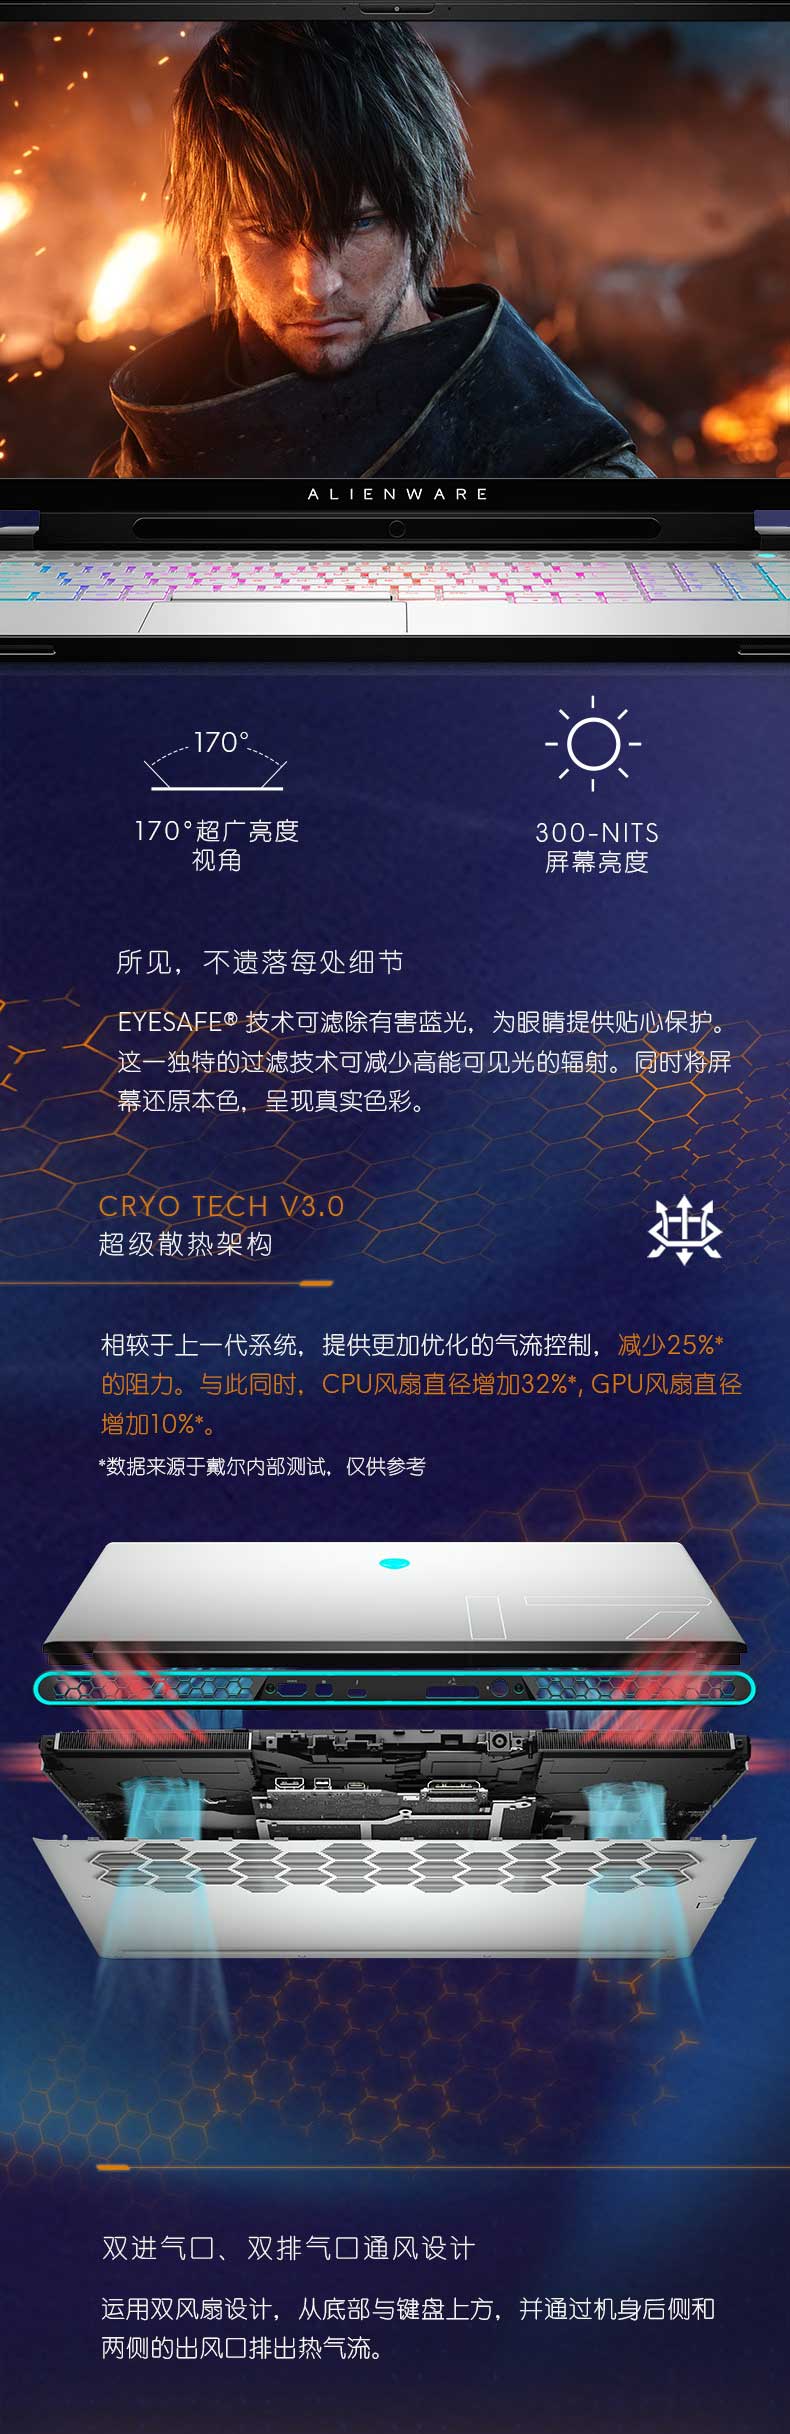 ALIENWARE
170°
170°超广亮度
视角
300-NITS
屏幕亮度
所见，不遗落每处细节
EYESAFE® 技术可滤除有害蓝光，为眼睛提供贴心保护。
这一独特的过滤技术可减少高能可见光的辐射。同时将屏
幕还原本色，呈现真实色彩。
CRYO TECH V3.0
超级散热架构
相较于上一代系统，提供更加优化的气流控制，减少25%*
的阻力。与此同时，CPU风扇直径增加32%*, GPU风扇直径
增加10%*。
*数据来源于戴尔内部测试，仅供参考
17
双进气口、双排气口通风设计
运用双风扇设计，从底部与键盘上方，并通过机身后侧和
两侧的出风口排出热气流。